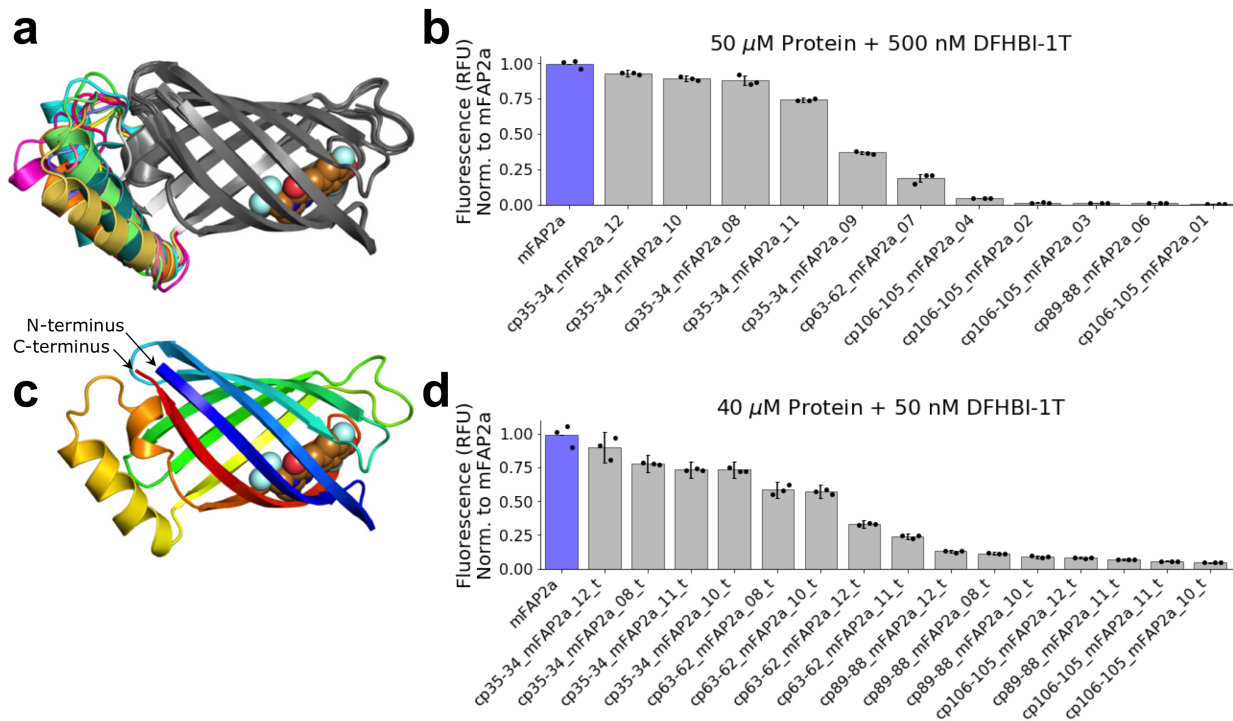 a
b
50 μM Protein + 500 nM DFHBI-1T
Fluorescence (RFU)
Norm. to mFAP2a
1.00
0.75
0.50
0.25
0.00
mFAP2a
cp35-34_mFAP2a_12
cp35-34_mFAP2a_10
cp35-34_mFAP2a_08
cp35-34_mFAP2a_11
cp35-34_mFAP2a_09
cp63-62_mFAP2a_07
cp106-105_mFAP2a_04
cp106-105_mFAP2a_02
cp106-105_mFAP2a_03
cp89-88_mFAP2a_06
cp106-105_mFAP2a_01
N-terminus
C-terminus
c
d
40 μM Protein + 50 nM DFHBI-1T
Fluorescence (RFU)
Norm. to mFAP2a
1.00
0.75
0.50
0.25
0.00
mFAP2a
cp35-34_mFAP2a_12_t
cp35-34_mFAP2a_08_t
cp35-34_mFAP2a_11_t
cp35-34_mFAP2a_10_t
cp63-62_mFAP2a_08_t
cp63-62_mFAP2a_10_t
cp63-62_mFAP2a_12_t
cp63-62_mFAP2a_11_t
cp89-88_mFAP2a_12_t
cp89-88_mFAP2a_08_t
cp89-88_mFAP2a_10_t
cp106-105_mFAP2a_12_t
cp89-88_mFAP2a_11_t
cp106-105_mFAP2a_11_t
cp106-105_mFAP2a_10_t